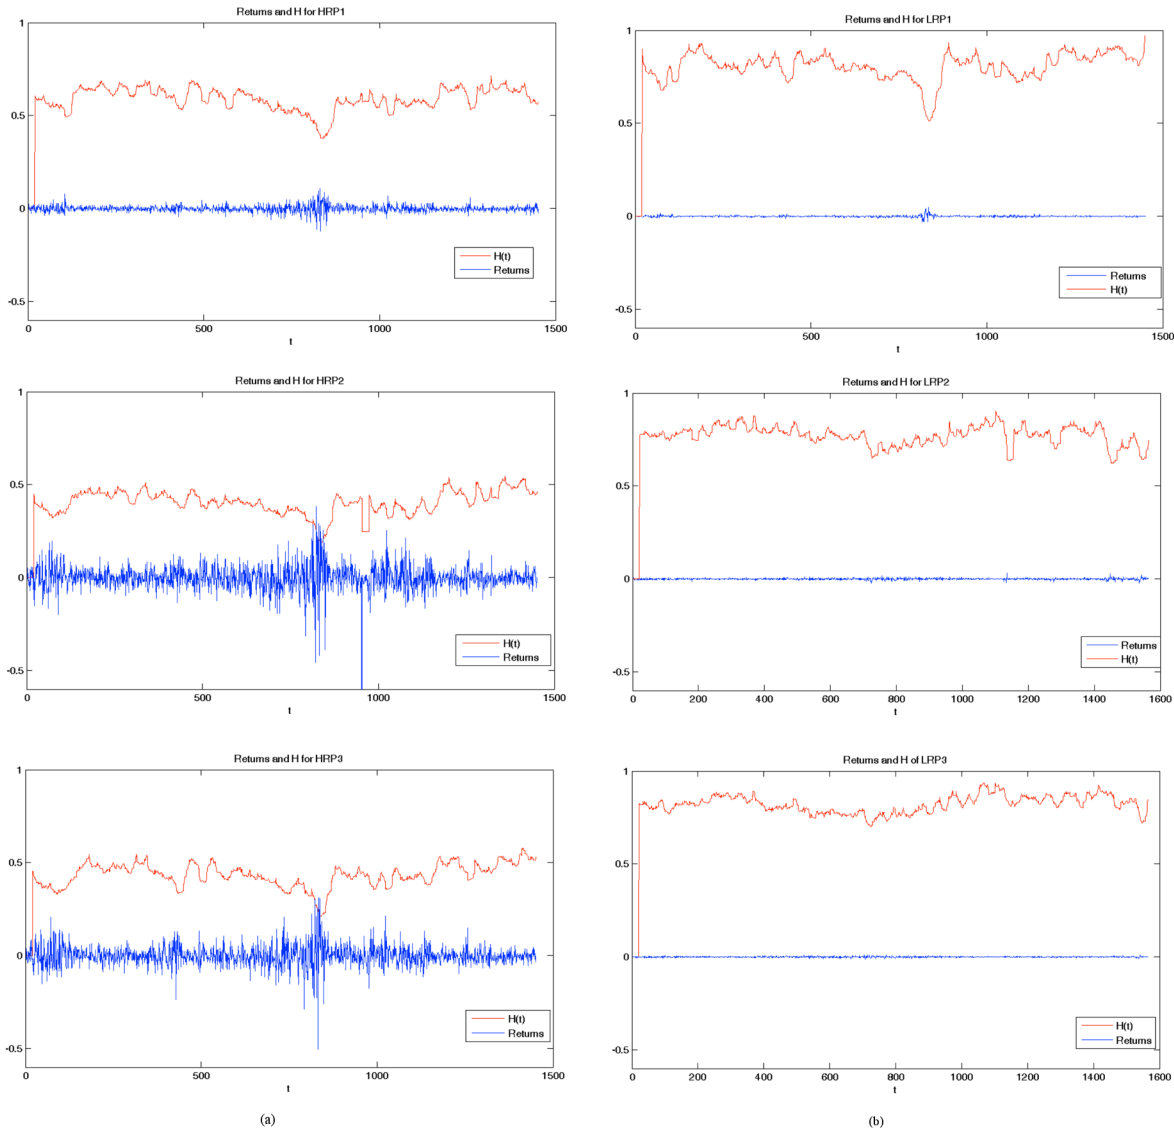 Returns and H for HRP1
1
0.5
0
-0.5
0
500
1000
1500
t
H(t)
Returns
Returns and H for LRP1
1
0.5
0
-0.5
0
500
1000
1500
t
Returns
H(t)
Returns and H for HRP2
1
0.5
0
-0.5
0
500
1000
1500
t
H(t)
Returns
Returns and H for LRP2
1
0.5
0
-0.5
0
200
400
600
800
1000
1200
1400
1600
t
Returns
H(t)
Returns and H for HRP3
1
0.5
0
-0.5
0
500
1000
1500
t
H(t)
Returns
Returns and H of LRP3
1
0.5
0
-0.5
0
200
400
600
800
1000
1200
1400
1600
t
H(t)
Returns
(a)
(b)